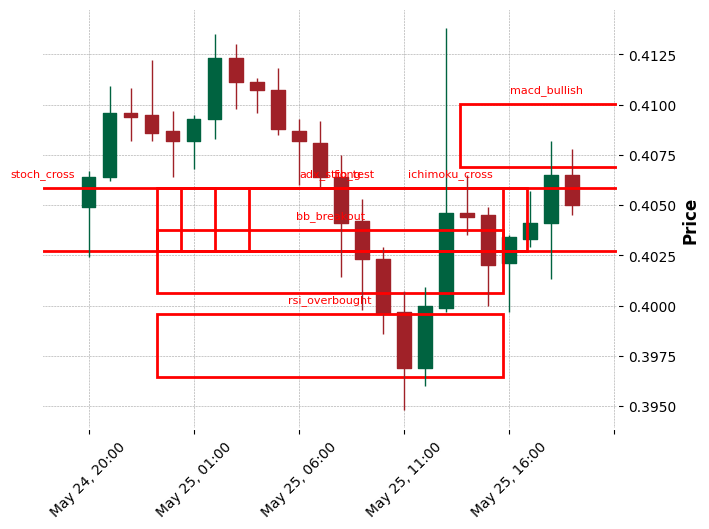 macd_bullish
0.4125
0.4100
0.4075
stoch_cross
ichimoku_cross
0.4050
Price
bb_breakout
0.4025
rsi_overbought
0.4000
0.3975
0.3950
May 24, 20:00
May 25, 01:00
May 25, 06:00
May 25, 11:00
May 25, 16:00